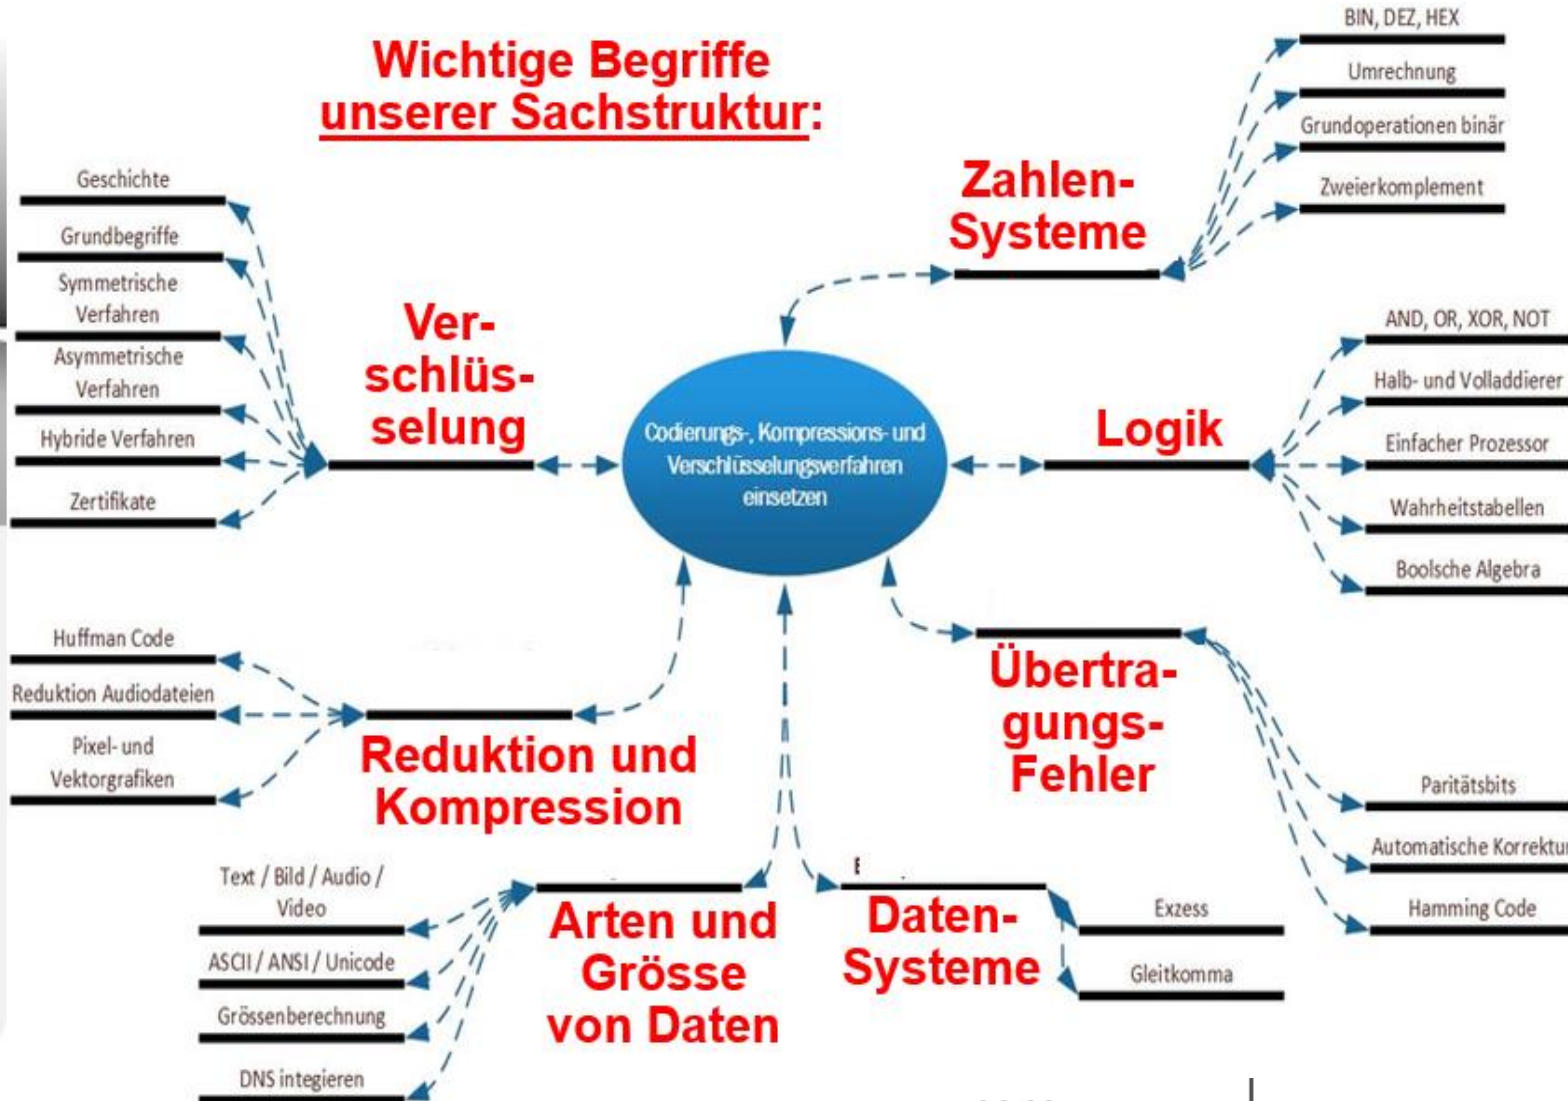 Wichtige Begriffe
unserer Sachstruktur:
BIN, DEZ, HEX
Umrechnung
Grundoperationen binär
Zweierkomplement
Zahlen-
Systeme
Geschichte
Grundbegriffe
Symmetrische
Verfahren
Asymmetrische
Verfahren
Hybride Verfahren
Zertifikate
Ver-
schlüs-
selung
Codierungs-, Kompressions- und
Verschlüsselungsverfahren
einsetzen
Logik
AND, OR, XOR, NOT
Halb- und Volladdierer
Einfacher Prozessor
Wahrheitstabellen
Boolsche Algebra
Huffman Code
Reduktion Audiodateien
Pixel- und
Vektorgrafiken
Reduktion und
Kompression
Übertra-
gungs-
Fehler
Paritätsbits
Automatische Korrektur
Hamming Code
Text / Bild / Audio /
Video
ASCII / ANSI / Unicode
Grössenberechnung
DNS integieren
Arten und
Grösse
von Daten
Daten-
Systeme
Exzess
Gleitkomma